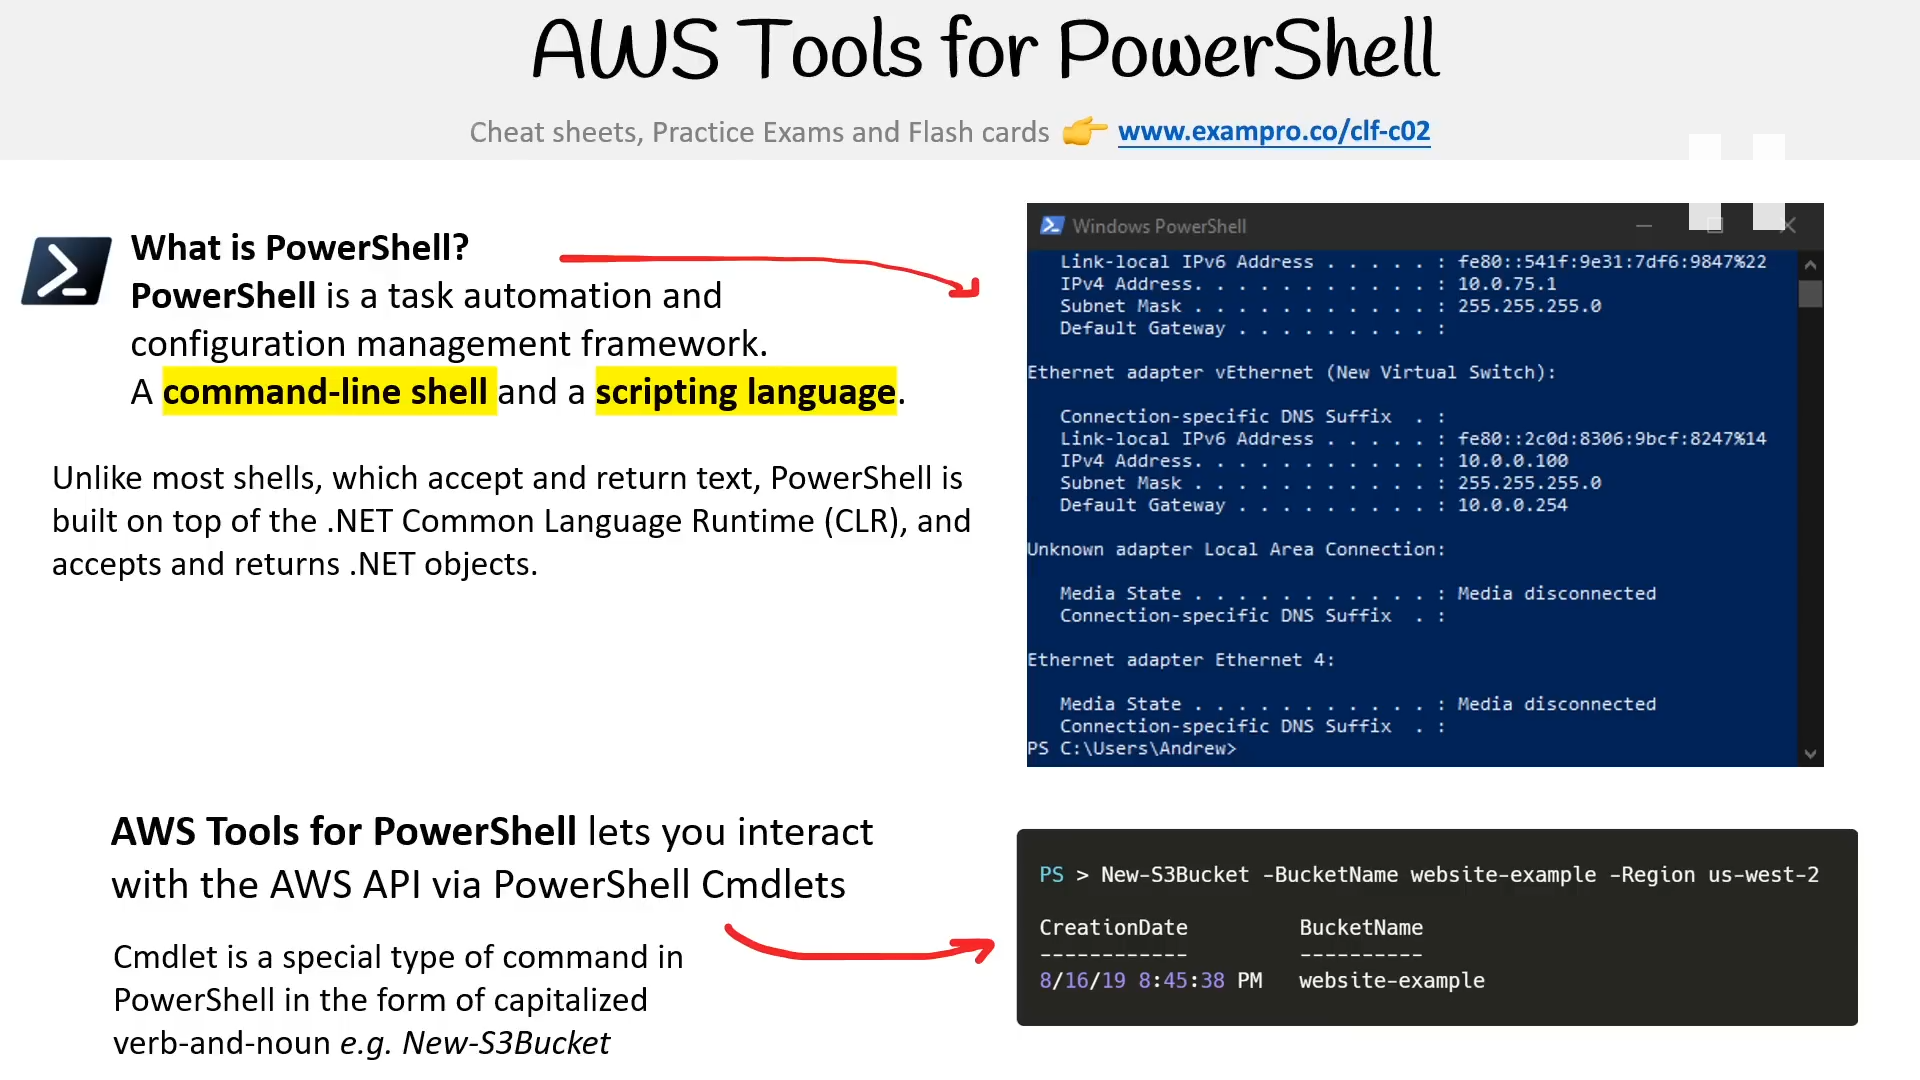 AWS Tools for PowerShell
Cheat sheets, Practice Exams and Flash cards 👉 www.exampro.co/clf-c02
What is PowerShell?
PowerShell is a task automation and
configuration management framework.
A command-line shell and a scripting language.
Unlike most shells, which accept and return text, PowerShell is
built on top of the .NET Common Language Runtime (CLR), and
accepts and returns .NET objects.
Windows PowerShell
Link-local IPv6 Address . . . . . : fe80::541f:9e31:7df6:9847%22
IPv4 Address. . . . . . . . . . . : 10.0.75.1
Subnet Mask . . . . . . . . . . . : 255.255.255.0
Default Gateway . . . . . . . . . :
Ethernet adapter vEthernet (New Virtual Switch):
Connection-specific DNS Suffix . :
Link-local IPv6 Address . . . . . : fe80::2c0d:8306:9bcf:8247%14
IPv4 Address. . . . . . . . . . . : 10.0.0.100
Subnet Mask . . . . . . . . . . . : 255.255.255.0
Default Gateway . . . . . . . . . : 10.0.0.254
Unknown adapter Local Area Connection:
Media State . . . . . . . . . . . : Media disconnected
Connection-specific DNS Suffix . :
Ethernet adapter Ethernet 4:
Media State . . . . . . . . . . . : Media disconnected
Connection-specific DNS Suffix . :
PS C:\Users\Andrew>
AWS Tools for PowerShell lets you interact
with the AWS API via PowerShell Cmdlets
Cmdlet is a special type of command in
PowerShell in the form of capitalized
verb-and-noun e.g. New-S3Bucket
PS > New-S3Bucket -BucketName website-example -Region us-west-2
CreationDate BucketName
------------ ----------
8/16/19 8:45:38 PM website-example